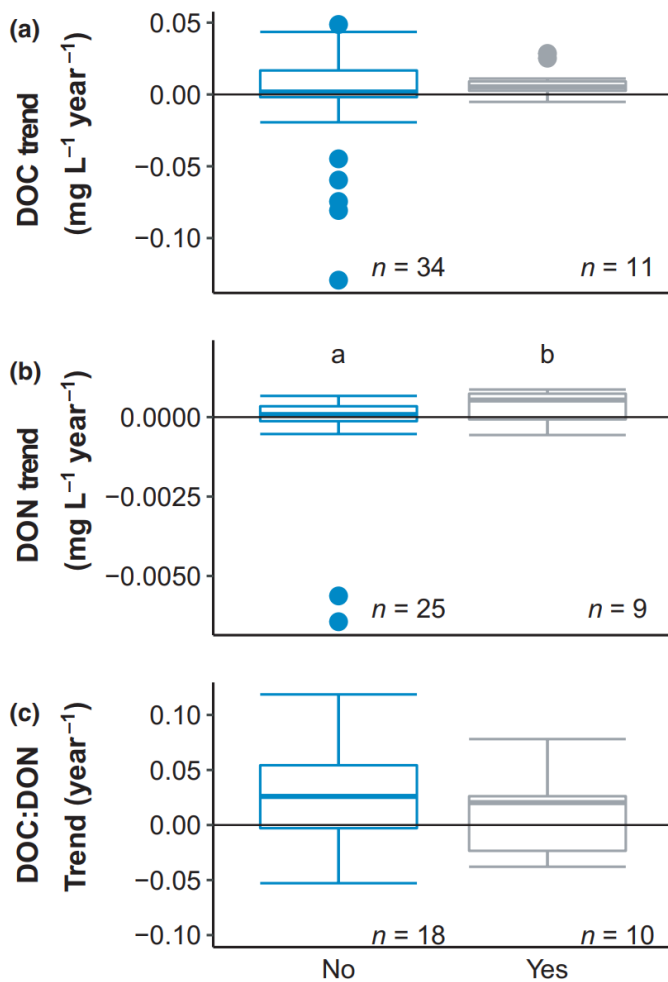 (a)
DOC trend
(mg L⁻¹ year⁻¹)
0.05
0.00
−0.05
−0.10
n = 34
n = 11
(b)
DON trend
(mg L⁻¹ year⁻¹)
a
b
0.0000
−0.0025
−0.0050
n = 25
n = 9
(c)
DOC:DON
Trend (year⁻¹)
0.10
0.05
0.00
−0.05
−0.10
n = 18
n = 10
No
Yes